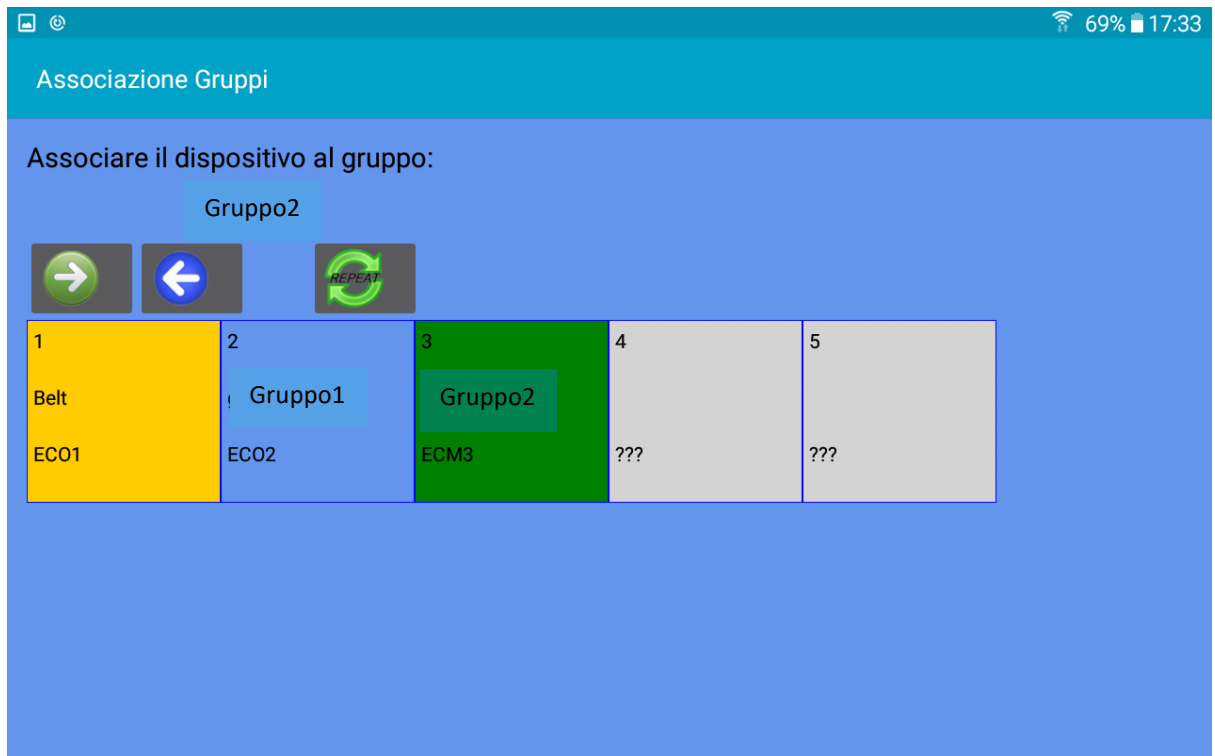 69% 17:33
Associazione Gruppi
Associare il dispositivo al gruppo:
Gruppo2
REPEAT
1 2 3 4 5
Belt Gruppo1 Gruppo2
ECO1 ECO2 ECM3 ??? ???